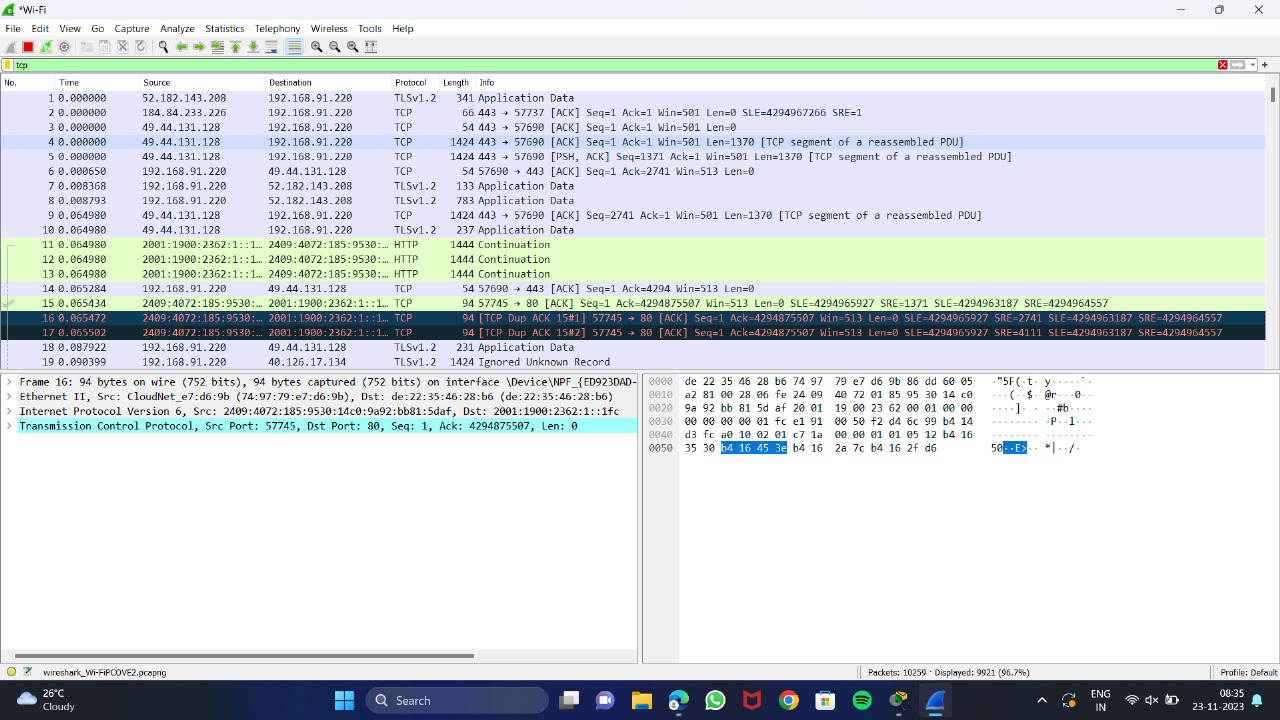 *Wi-Fi
File Edit View Go Capture Analyze Statistics Telephony Wireless Tools Help
tcp
No. Time Source Destination Protocol Length Info
1 0.000000 52.182.143.208 192.168.91.220 TLSv1.2 341 Application Data
2 0.000000 184.84.233.226 192.168.91.220 TCP 66 443 → 57737 [ACK] Seq=1 Ack=1 Win=501 Len=0 SLE=4294967266 SRE=1
3 0.000000 49.44.131.128 192.168.91.220 TCP 54 443 → 57690 [ACK] Seq=1 Ack=1 Win=501 Len=0
4 0.000000 49.44.131.128 192.168.91.220 TCP 1424 443 → 57690 [ACK] Seq=1 Ack=1 Win=501 Len=1370 [TCP segment of a reassembled PDU]
5 0.000000 49.44.131.128 192.168.91.220 TCP 1424 443 → 57690 [PSH, ACK] Seq=1371 Ack=1 Win=501 Len=1370 [TCP segment of a reassembled PDU]
6 0.000650 192.168.91.220 49.44.131.128 TCP 54 57690 → 443 [ACK] Seq=1 Ack=2741 Win=513 Len=0
7 0.008368 192.168.91.220 52.182.143.208 TLSv1.2 133 Application Data
8 0.008793 192.168.91.220 52.182.143.208 TLSv1.2 783 Application Data
9 0.064980 49.44.131.128 192.168.91.220 TCP 1424 443 → 57690 [ACK] Seq=2741 Ack=1 Win=501 Len=1370 [TCP segment of a reassembled PDU]
10 0.064980 49.44.131.128 192.168.91.220 TLSv1.2 237 Application Data
11 0.064980 2001:1900:2362:1::1… 2409:4072:185:9530:… HTTP 1444 Continuation
12 0.064980 2001:1900:2362:1::1… 2409:4072:185:9530:… HTTP 1444 Continuation
13 0.064980 2001:1900:2362:1::1… 2409:4072:185:9530:… HTTP 1444 Continuation
14 0.065284 192.168.91.220 49.44.131.128 TCP 54 57690 → 443 [ACK] Seq=1 Ack=4294 Win=513 Len=0
15 0.065434 2409:4072:185:9530:… 2001:1900:2362:1::1… TCP 94 57745 → 80 [ACK] Seq=1 Ack=4294875507 Win=513 Len=0 SLE=4294965927 SRE=1371 SLE=4294963187 SRE=4294964557
16 0.065472 2409:4072:185:9530:… 2001:1900:2362:1::1… TCP 94 [TCP Dup ACK 15#1] 57745 → 80 [ACK] Seq=1 Ack=4294875507 Win=513 Len=0 SLE=4294965927 SRE=2741 SLE=4294963187 SRE=4294964557
17 0.065502 2409:4072:185:9530:… 2001:1900:2362:1::1… TCP 94 [TCP Dup ACK 15#2] 57745 → 80 [ACK] Seq=1 Ack=4294875507 Win=513 Len=0 SLE=4294965927 SRE=4111 SLE=4294963187 SRE=4294964557
18 0.087922 192.168.91.220 49.44.131.128 TLSv1.2 231 Application Data
19 0.090399 192.168.91.220 40.126.17.134 TLSv1.2 1424 Ignored Unknown Record
Frame 16: 94 bytes on wire (752 bits), 94 bytes captured (752 bits) on interface \Device\NPF_{ED923DAD-
Ethernet II, Src: CloudNet_e7:d6:9b (74:97:79:e7:d6:9b), Dst: de:22:35:46:28:b6 (de:22:35:46:28:b6)
Internet Protocol Version 6, Src: 2409:4072:185:9530:14c0:9a92:bb81:5daf, Dst: 2001:1900:2362:1::1fc
Transmission Control Protocol, Src Port: 57745, Dst Port: 80, Seq: 1, Ack: 4294875507, Len: 0
0000 de 22 35 46 28 b6 74 97 79 e7 d6 9b 86 dd 60 05 ·"5F(·t· y·····`·
0010 a2 81 00 28 06 fe 24 09 40 72 01 85 95 30 14 c0 ···(··$· @r···0··
0020 9a 92 bb 81 5d af 20 01 19 00 23 62 00 01 00 00 ····]· · ··#b····
0030 00 00 00 00 01 fc e1 91 00 50 f2 d4 6c 99 b4 14 ········ ·P··l···
0040 d3 fc a0 10 02 01 c7 1a 00 00 01 01 05 12 b4 16 ········ ········
0050 35 30 b4 16 45 3e b4 16 2a 7c b4 16 2f d6 50··E>·· *|··/·
wireshark_Wi-FiPCOVE2.pcapng Packets: 10259 · Displayed: 9921 (96.7%) Profile: Default
26°C
Cloudy
Search
ENG
IN
08:35
23-11-2023